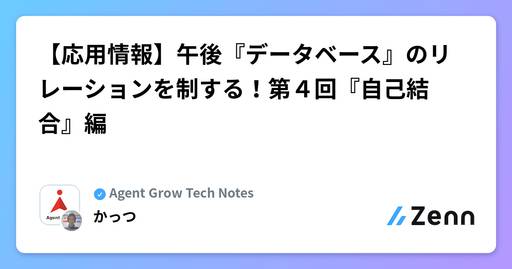 【応用情報】午後『データベース』のリ
レーションを制する！第４回『自己結
合』編
Agent Grow Tech Notes
かっつ
Zenn
Agent